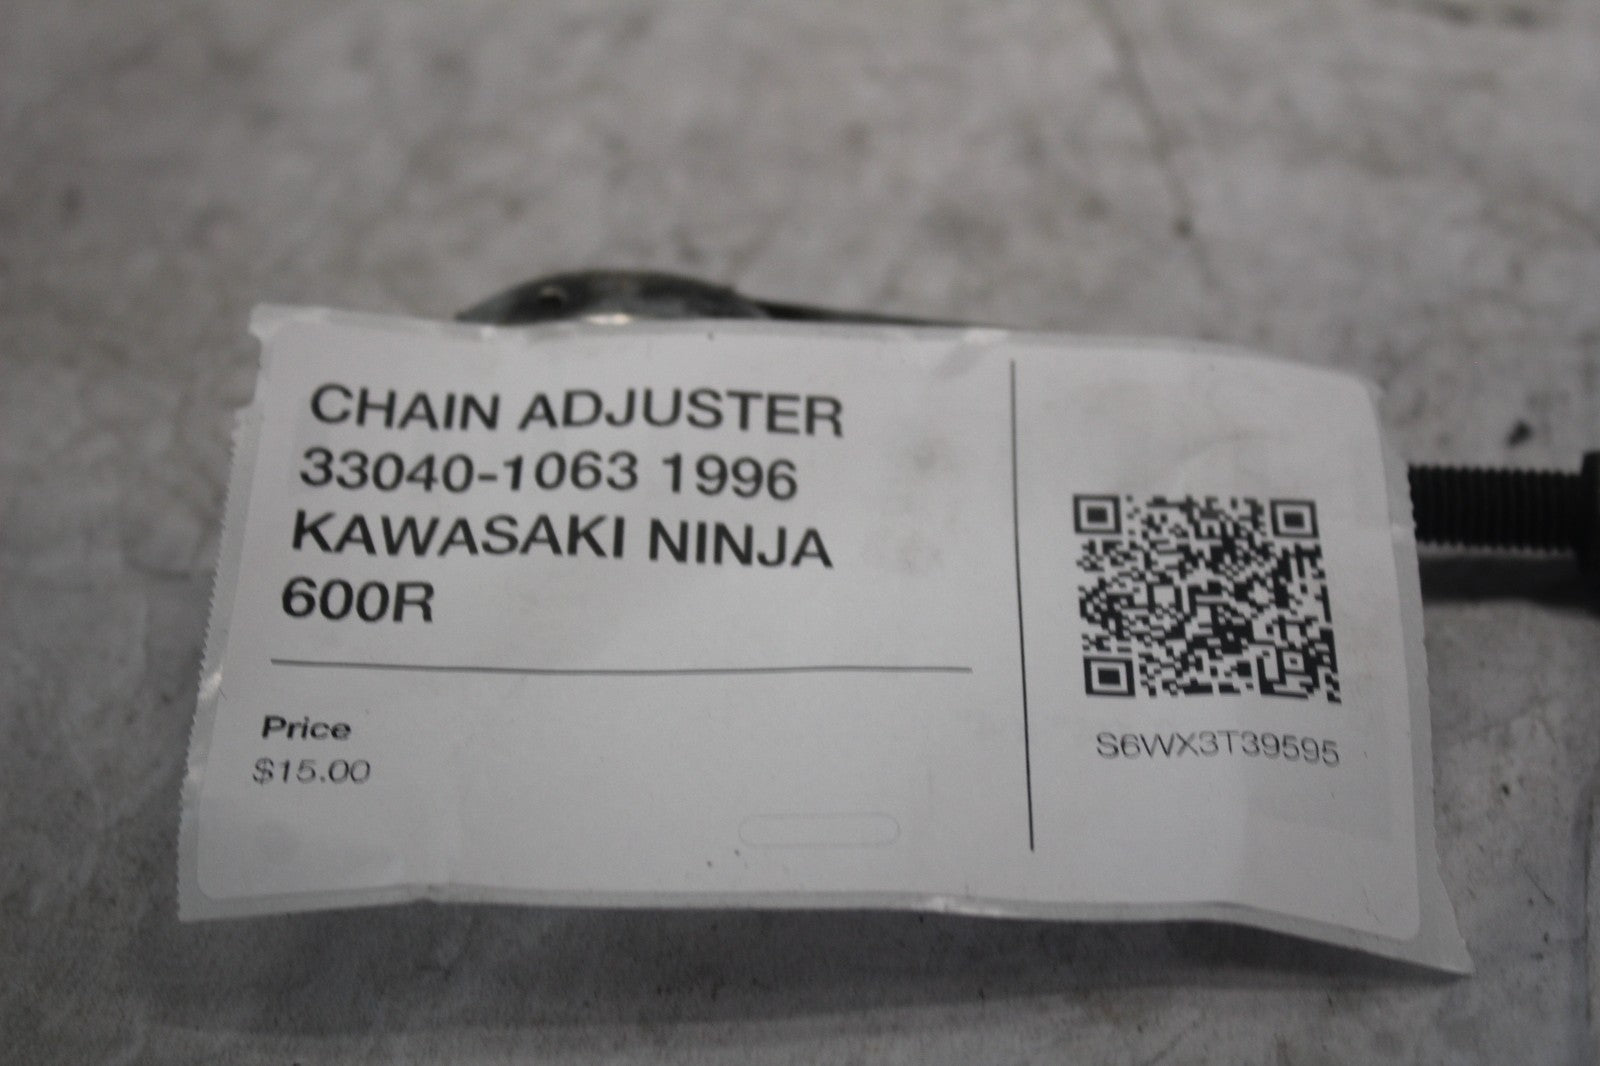 CHAIN ADJUSTER
33040-1063 1996
KAWASAKI NINJA
600R
Price
$15.00
S6WX3T39595